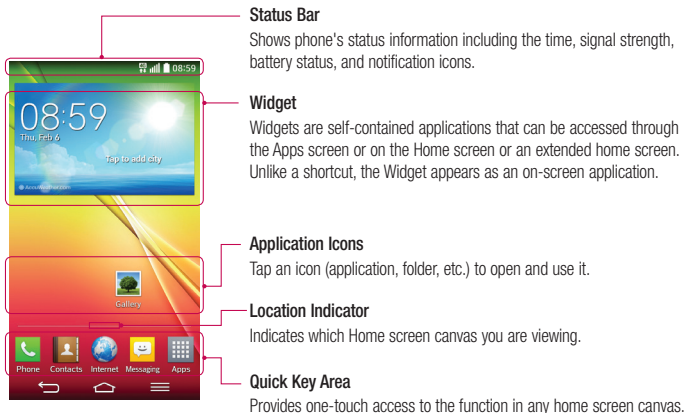 Status Bar
Shows phone's status information including the time, signal strength,
battery status, and notification icons.
08:59
Widget
Widgets are self-contained applications that can be accessed through
the Apps screen or on the Home screen or an extended home screen.
Unlike a shortcut, the Widget appears as an on-screen application.
08:59
Thu, Feb 6
Tap to add city
AccuWeather.com
Application Icons
Tap an icon (application, folder, etc.) to open and use it.
Gallery
Location Indicator
Indicates which Home screen canvas you are viewing.
Phone Contacts Internet Messaging Apps
Quick Key Area
Provides one-touch access to the function in any home screen canvas.